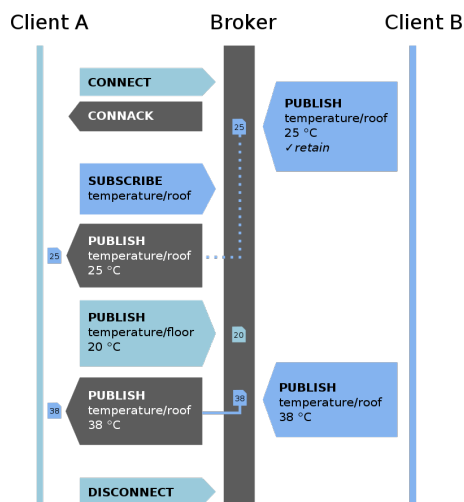 Client A
Broker
Client B
CONNECT
CONNACK
PUBLISH
temperature/roof
25 °C
✓retain
25
SUBSCRIBE
temperature/roof
PUBLISH
temperature/roof
25 °C
25
PUBLISH
temperature/floor
20 °C
20
PUBLISH
temperature/roof
38 °C
38
38
PUBLISH
temperature/roof
38 °C
DISCONNECT